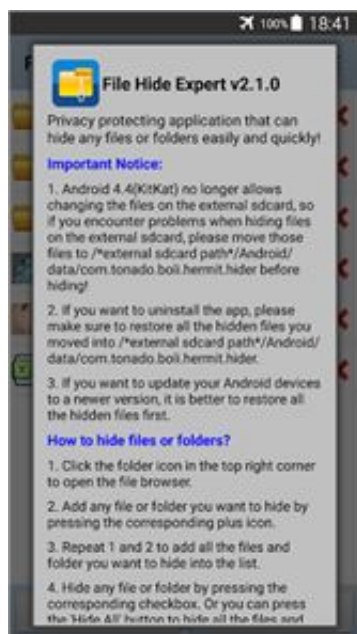 100% 18:41
File Hide Expert v2.1.0
Privacy protecting application that can
hide any files or folders easily and quickly!
Important Notice:
1. Android 4.4(KitKat) no longer allows
changing the files on the external sdcard, so
if you encounter problems when hiding files
on the external sdcard, please move those
files to /*external sdcard path*/Android/
data/com.tonado.boli.hermit.hider before
hiding!
2. If you want to uninstall the app, please
make sure to restore all the hidden files you
moved into /*external sdcard path*/Android/
data/com.tonado.boli.hermit.hider.
3. If you want to update your Android devices
to a newer version, it is better to restore all
the hidden files first.
How to hide files or folders?
1. Click the folder icon in the top right corner
to open the file browser.
2. Add any file or folder you want to hide by
pressing the corresponding plus icon.
3. Repeat 1 and 2 to add all the files and
folder you want to hide into the list.
4. Hide any file or folder by pressing the
corresponding checkbox. Or you can press
the 'Hide All' button to hide all the files and